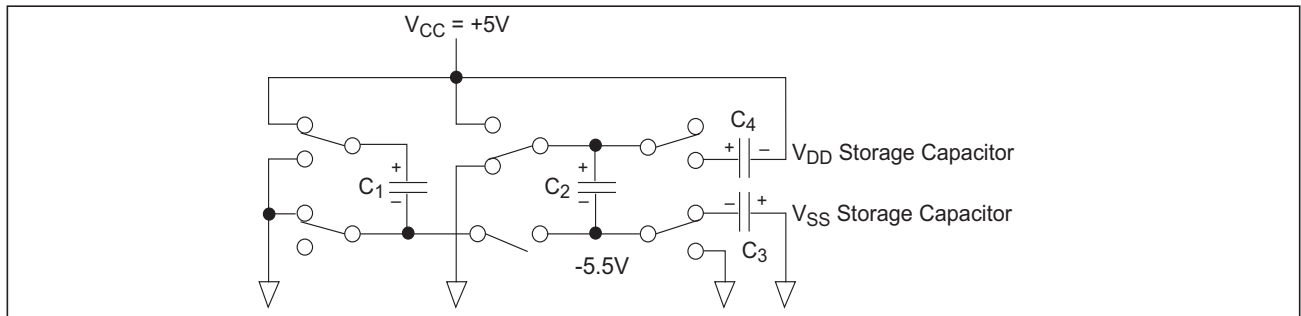 V_CC = +5V
C_4
+ –
V_DD Storage Capacitor
+
C_1
–
+
C_2
–
– +
V_SS Storage Capacitor
C_3
-5.5V